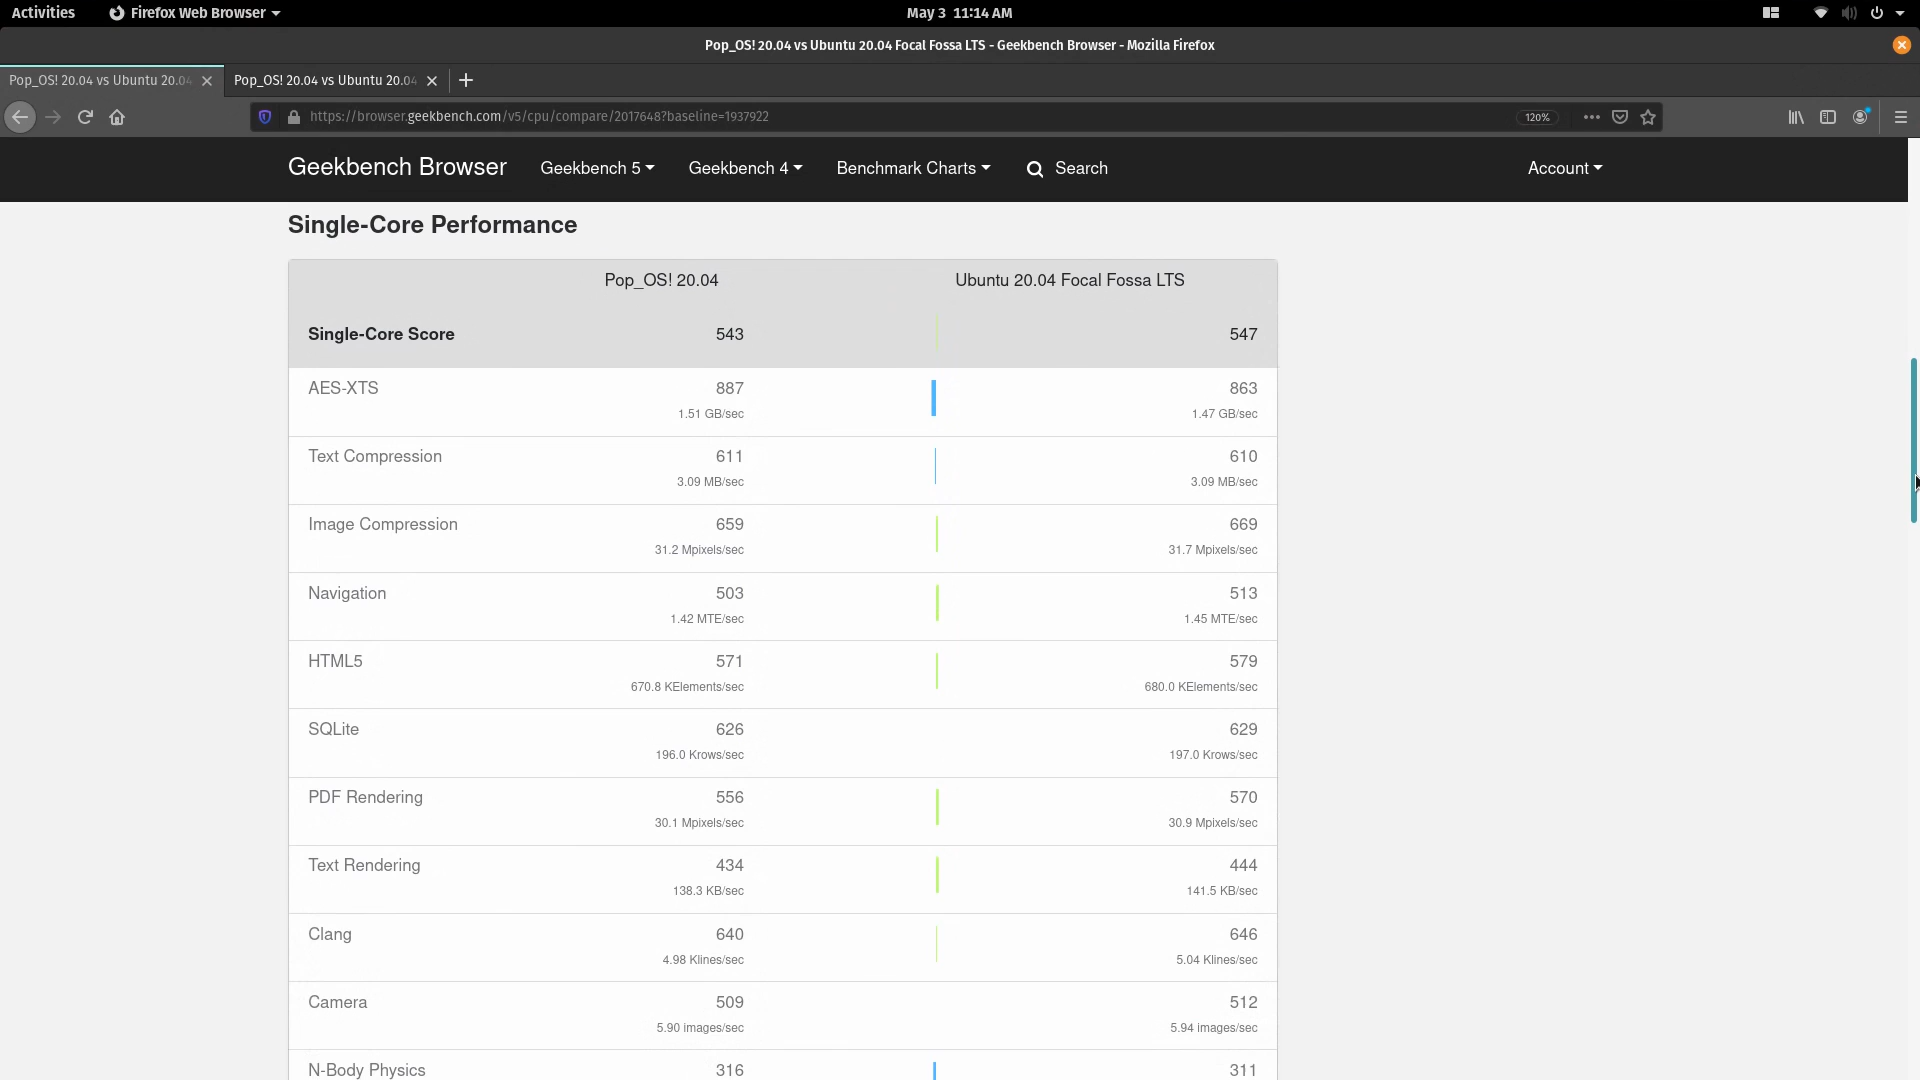 Activities Firefox Web Browser May 3 11:14 AM
Pop_OS! 20.04 vs Ubuntu 20.04 Focal Fossa LTS - Geekbench Browser - Mozilla Firefox
Pop_OS! 20.04 vs Ubuntu 20.04 Pop_OS! 20.04 vs Ubuntu 20.04
https://browser.geekbench.com/v5/cpu/compare/2017648?baseline=1937922 120%
Geekbench Browser Geekbench 5 Geekbench 4 Benchmark Charts Search Account
Single-Core Performance
Pop_OS! 20.04 Ubuntu 20.04 Focal Fossa LTS
Single-Core Score 543 547
AES-XTS 887 863
1.51 GB/sec 1.47 GB/sec
Text Compression 611 610
3.09 MB/sec 3.09 MB/sec
Image Compression 659 669
31.2 Mpixels/sec 31.7 Mpixels/sec
Navigation 503 513
1.42 MTE/sec 1.45 MTE/sec
HTML5 571 579
670.8 KElements/sec 680.0 KElements/sec
SQLite 626 629
196.0 Krows/sec 197.0 Krows/sec
PDF Rendering 556 570
30.1 Mpixels/sec 30.9 Mpixels/sec
Text Rendering 434 444
138.3 KB/sec 141.5 KB/sec
Clang 640 646
4.98 Klines/sec 5.04 Klines/sec
Camera 509 512
5.90 images/sec 5.94 images/sec
N-Body Physics 316 311